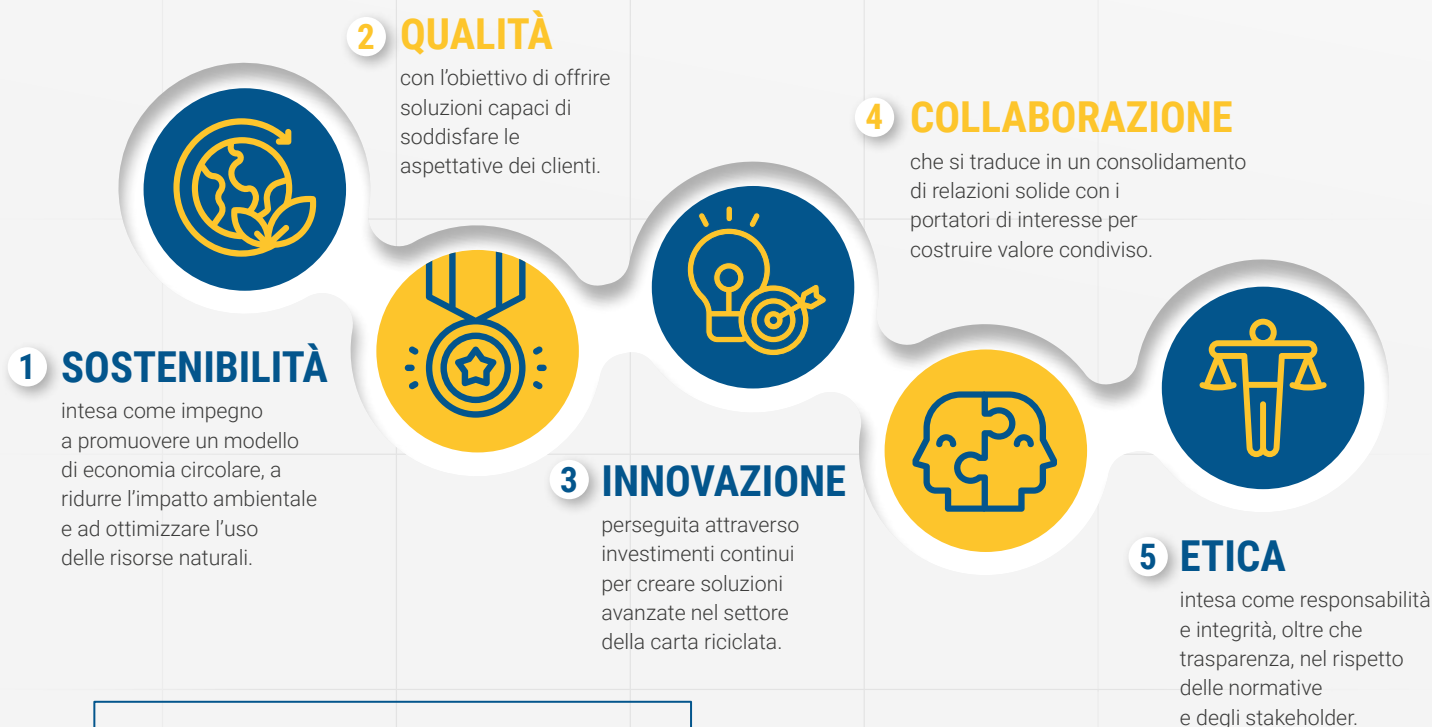 1 SOSTENIBILITÀ
intesa come impegno
a promuovere un modello
di economia circolare, a
ridurre l’impatto ambientale
e ad ottimizzare l’uso
delle risorse naturali.
2 QUALITÀ
con l’obiettivo di offrire
soluzioni capaci di
soddisfare le
aspettative dei clienti.
3 INNOVAZIONE
perseguita attraverso
investimenti continui
per creare soluzioni
avanzate nel settore
della carta riciclata.
4 COLLABORAZIONE
che si traduce in un consolidamento
di relazioni solide con i
portatori di interesse per
costruire valore condiviso.
5 ETICA
intesa come responsabilità
e integrità, oltre che
trasparenza, nel rispetto
delle normative
e degli stakeholder.